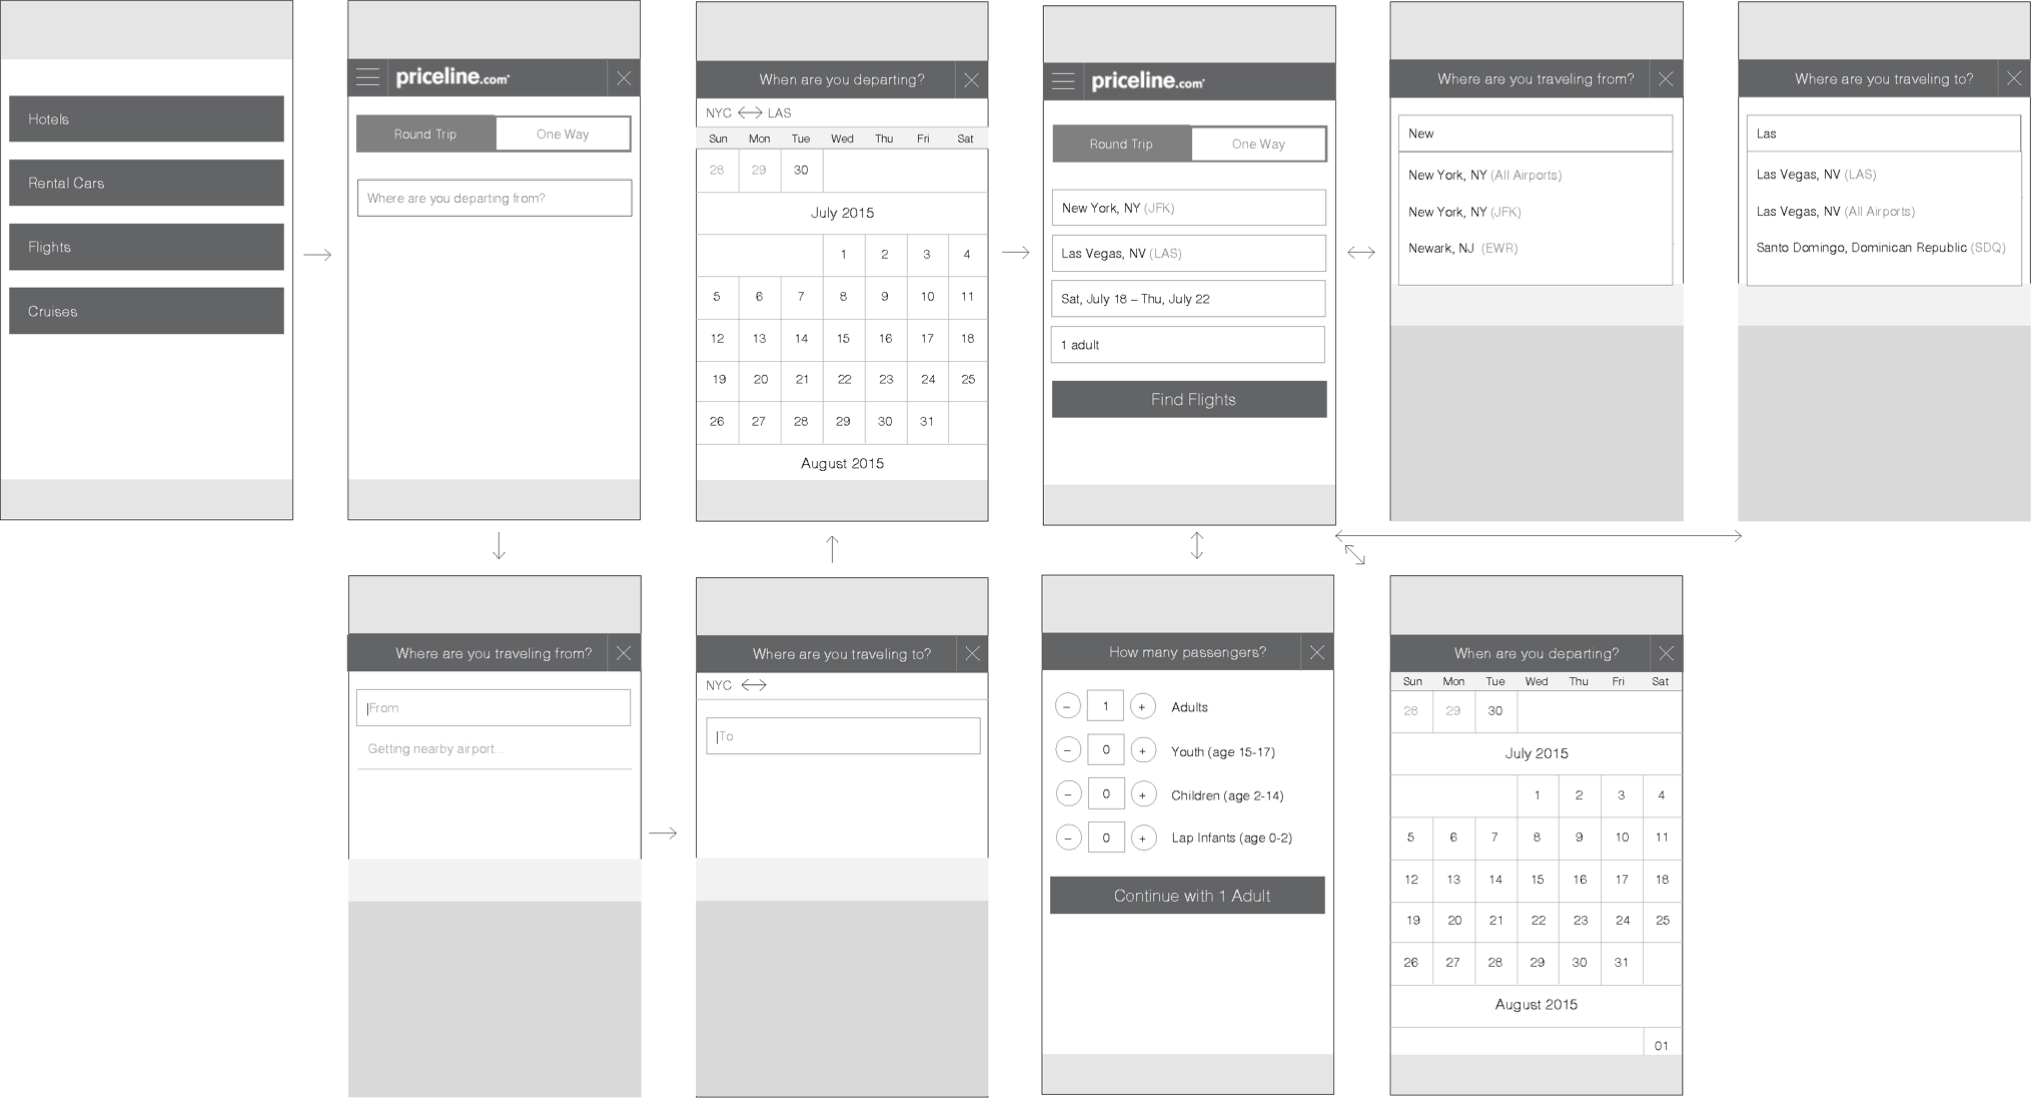 Hotels
Rental Cars
Flights
Cruises
priceline.com
Round Trip One Way
Where are you departing from?
When are you departing?
NYC LAS
Sun Mon Tue Wed Thu Fri Sat
28 29 30
July 2015
1 2 3 4
5 6 7 8 9 10 11
12 13 14 15 16 17 18
19 20 21 22 23 24 25
26 27 28 29 30 31
August 2015
priceline.com
Round Trip One Way
New York, NY (JFK)
Las Vegas, NV (LAS)
Sat, July 18 – Thu, July 22
1 adult
Find Flights
Where are you traveling from?
New
New York, NY (All Airports)
New York, NY (JFK)
Newark, NJ (EWR)
Where are you traveling to?
Las
Las Vegas, NV (LAS)
Las Vegas, NV (All Airports)
Santo Domingo, Dominican Republic (SDQ)
Where are you traveling from?
From
Getting nearby airport...
Where are you traveling to?
NYC
To
How many passengers?
– 1 + Adults
– 0 + Youth (age 15-17)
– 0 + Children (age 2-14)
– 0 + Lap Infants (age 0-2)
Continue with 1 Adult
When are you departing?
Sun Mon Tue Wed Thu Fri Sat
28 29 30
July 2015
1 2 3 4
5 6 7 8 9 10 11
12 13 14 15 16 17 18
19 20 21 22 23 24 25
26 27 28 29 30 31
August 2015
01